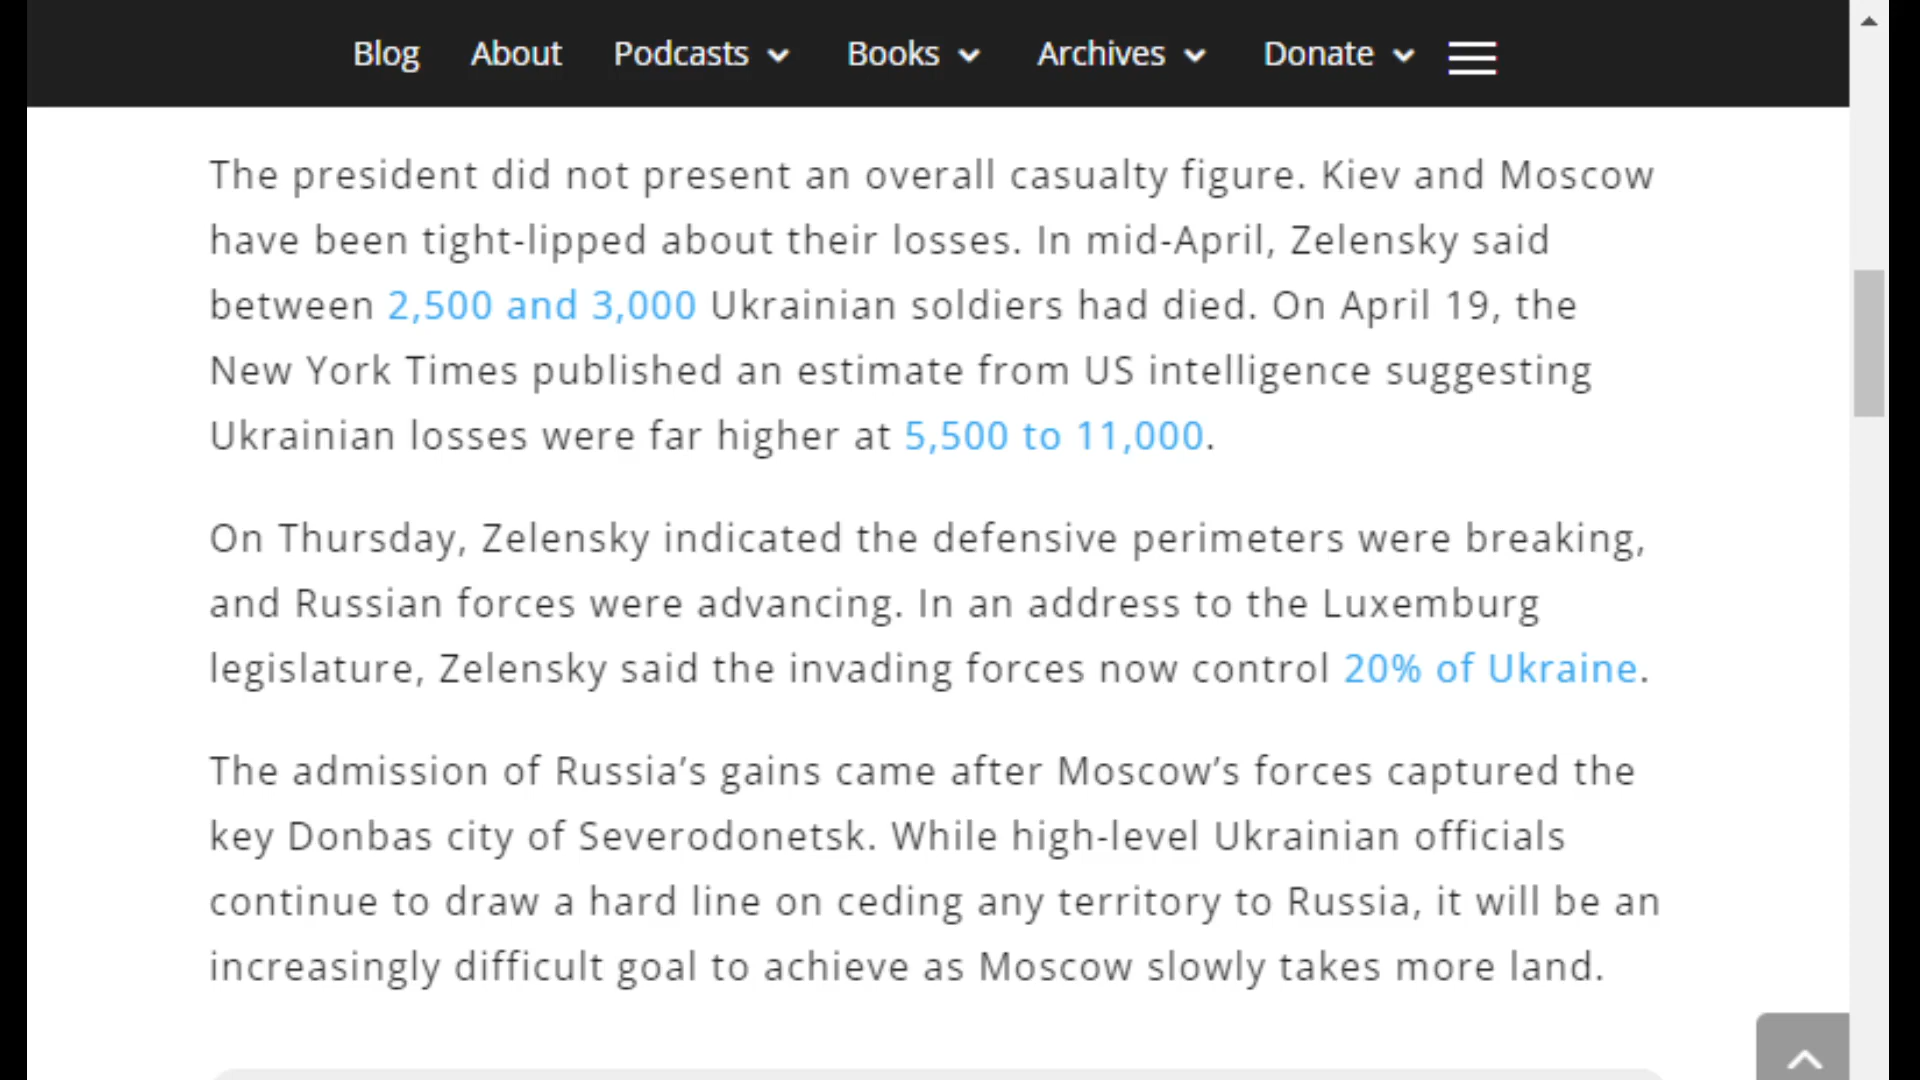 Blog About Podcasts Books Archives Donate
The president did not present an overall casualty figure. Kiev and Moscow
have been tight-lipped about their losses. In mid-April, Zelensky said
between 2,500 and 3,000 Ukrainian soldiers had died. On April 19, the
New York Times published an estimate from US intelligence suggesting
Ukrainian losses were far higher at 5,500 to 11,000.
On Thursday, Zelensky indicated the defensive perimeters were breaking,
and Russian forces were advancing. In an address to the Luxemburg
legislature, Zelensky said the invading forces now control 20% of Ukraine.
The admission of Russia’s gains came after Moscow’s forces captured the
key Donbas city of Severodonetsk. While high-level Ukrainian officials
continue to draw a hard line on ceding any territory to Russia, it will be an
increasingly difficult goal to achieve as Moscow slowly takes more land.